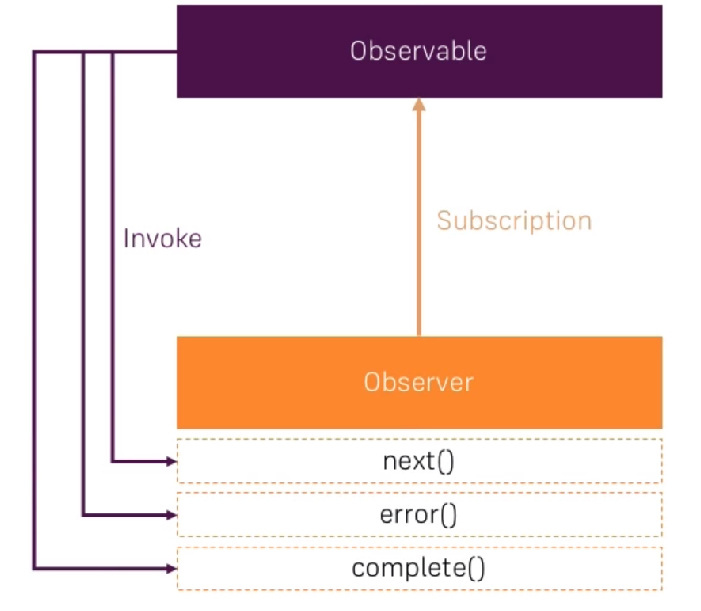 Observable
Subscription
Invoke
Observer
next()
error()
complete()